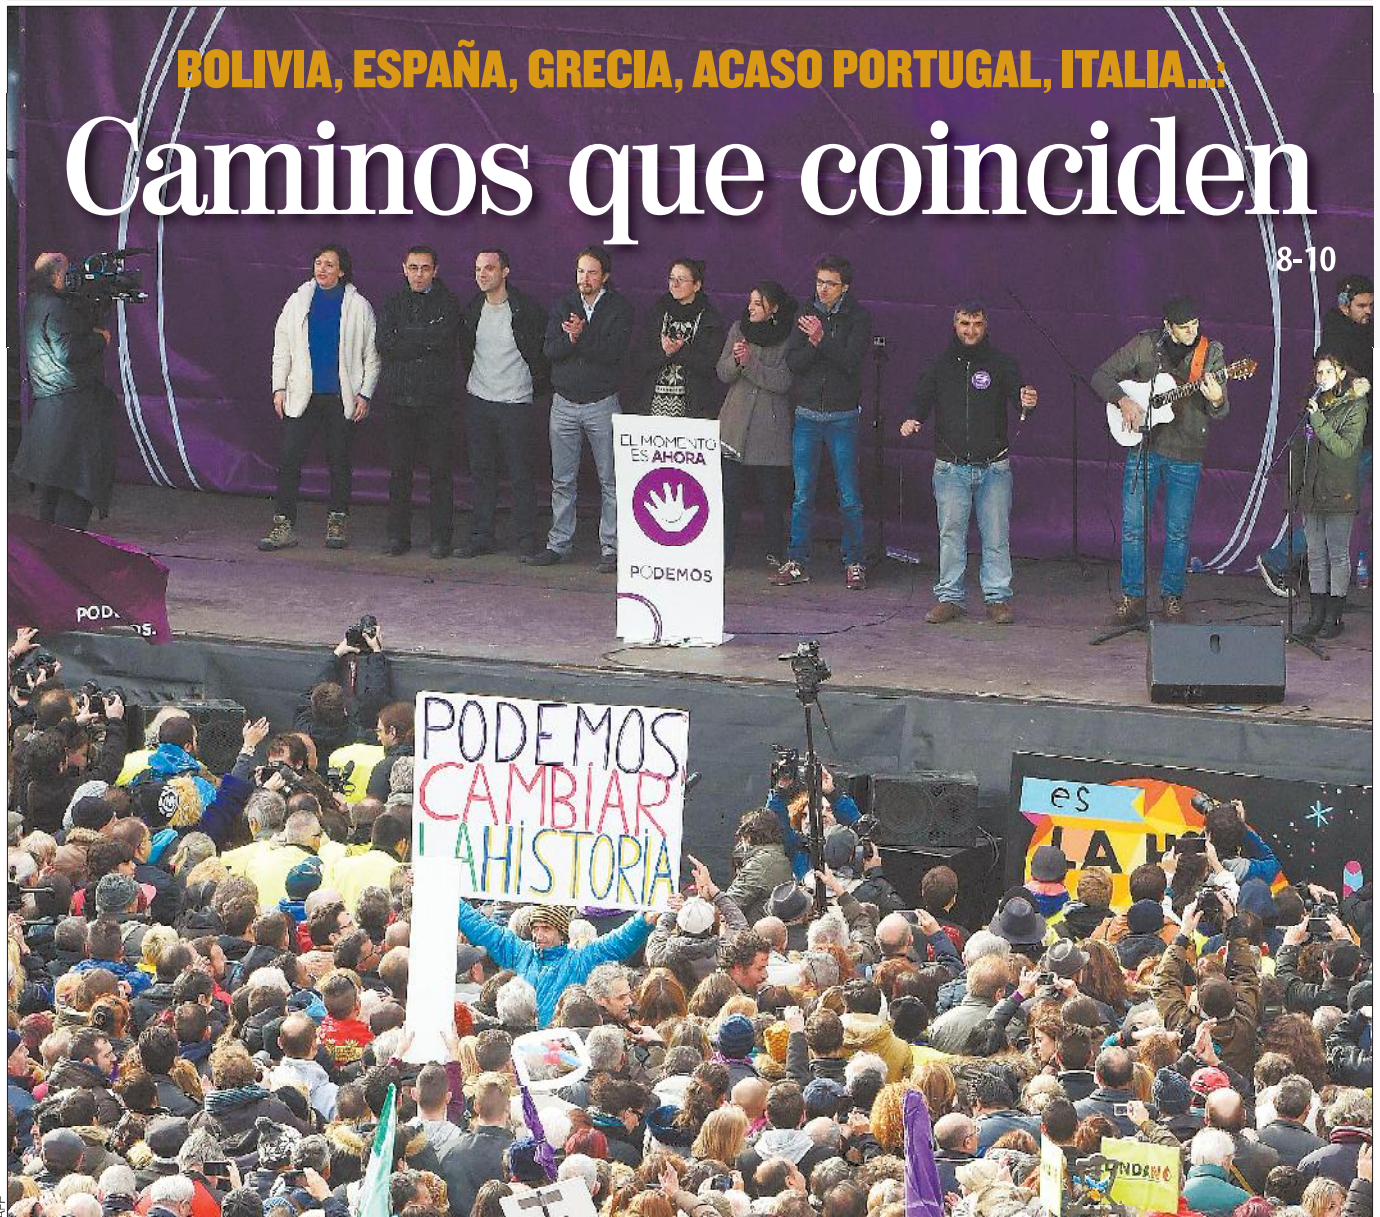 BOLIVIA, ESPAÑA, GRECIA, ACASO PORTUGAL, ITALIA...:
Caminos que coinciden
8-10
EL MOMENTO
ES AHORA
PODEMOS
PODEMOS
CAMBIAR
LA HISTORIA
es
LA